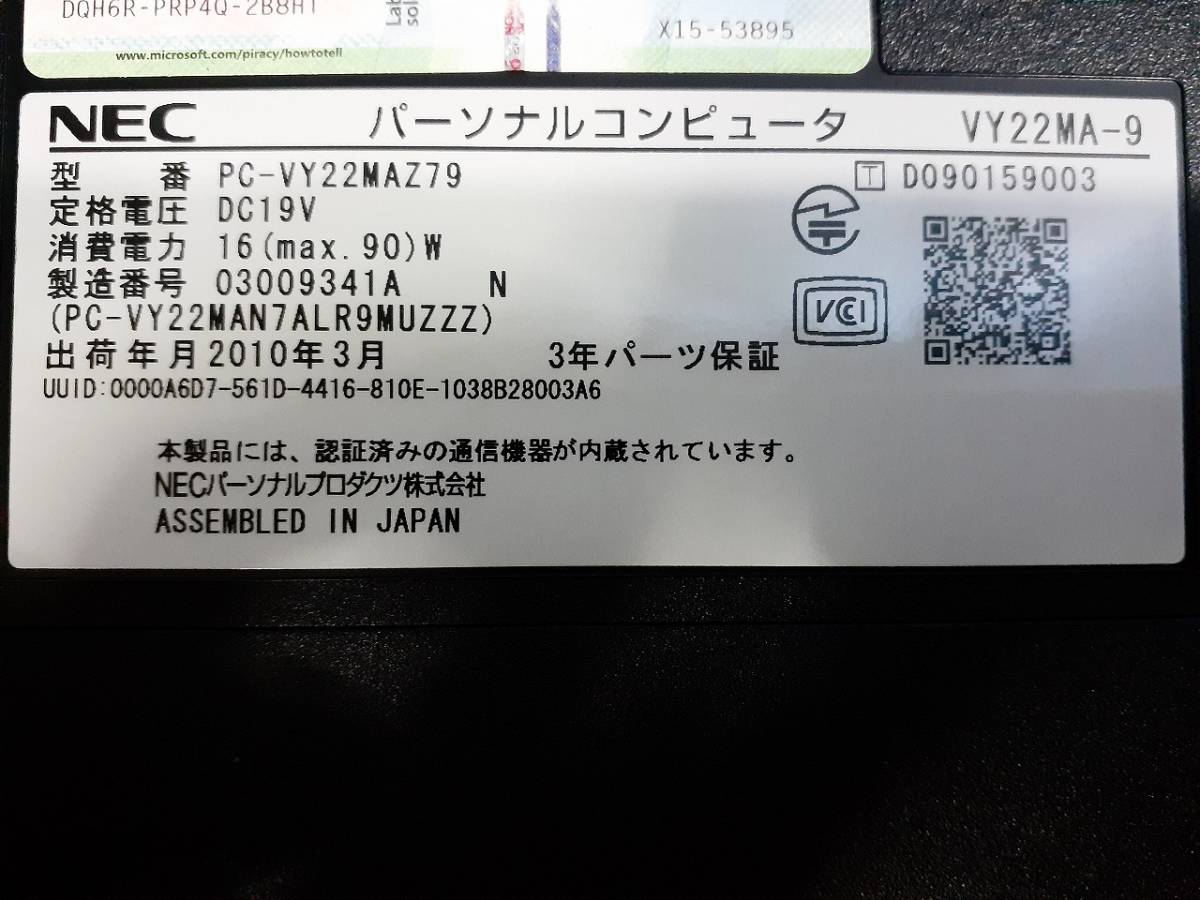 DQH6R-PRP4Q-2B8HT
X15-53895
www.microsoft.com/piracy/howtotell
NEC パーソナルコンピュータ VY22MA-9
型番 PC-VY22MAZ79
T D090159003
定格電圧 DC19V
消費電力 16(max.90)W
製造番号 03009341A N
(PC-VY22MAN7ALR9MUZZZ)
VCI
出荷年月 2010年3月 3年パーツ保証
UUID:0000A6D7-561D-4416-810E-1038B28003A6
本製品には、認証済みの通信機器が内蔵されています。
NECパーソナルプロダクツ株式会社
ASSEMBLED IN JAPAN